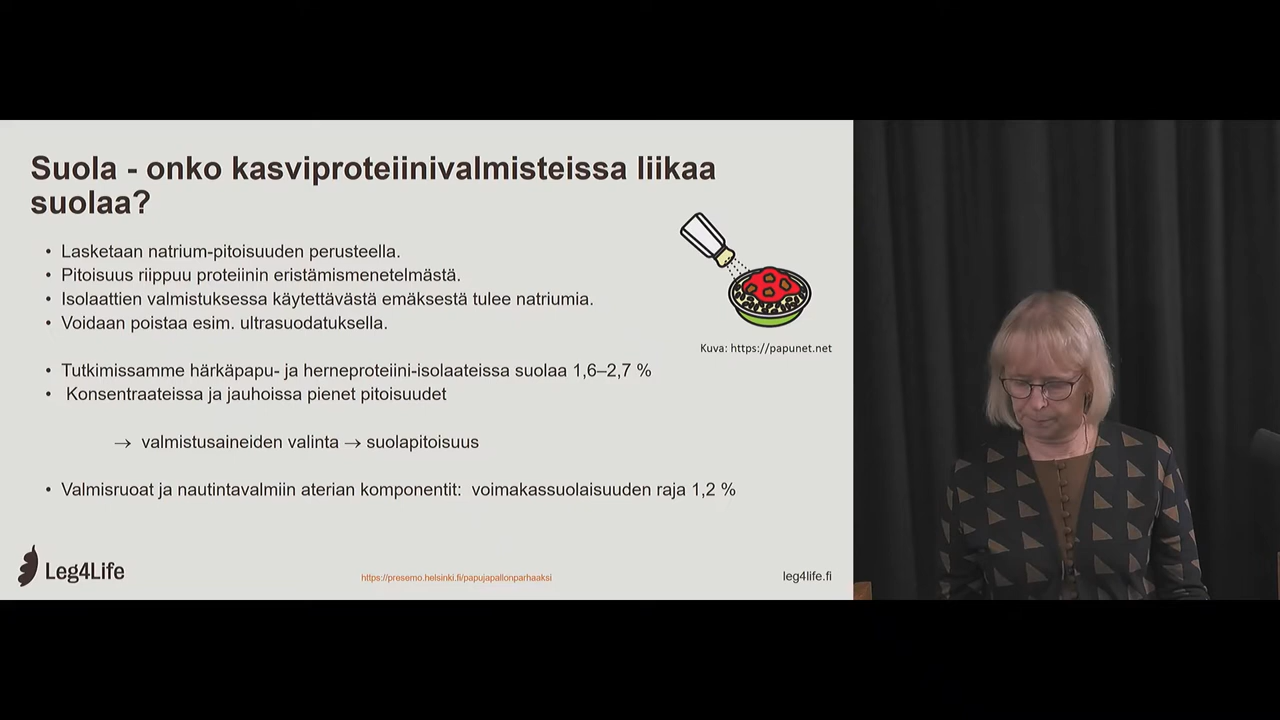 Suola - onko kasviproteiinivalmisteissa liikaa
suolaa?
• Lasketaan natrium-pitoisuuden perusteella.
• Pitoisuus riippuu proteiinin eristämismenetelmästä.
• Isolaattien valmistuksessa käytettävästä emäksestä tulee natriumia.
• Voidaan poistaa esim. ultrasuodatuksella.
Kuva: https://papunet.net
• Tutkimissamme härkäpapu- ja herneproteiini-isolaateissa suolaa 1,6–2,7 %
• Konsentraateissa ja jauhoissa pienet pitoisuudet
→ valmistusaineiden valinta → suolapitoisuus
• Valmisruoat ja nautintavalmiin aterian komponentit: voimakassuolaisuuden raja 1,2 %
Leg4Life
https://presemo.helsinki.fi/papujapallonparhaaksi
leg4life.fi